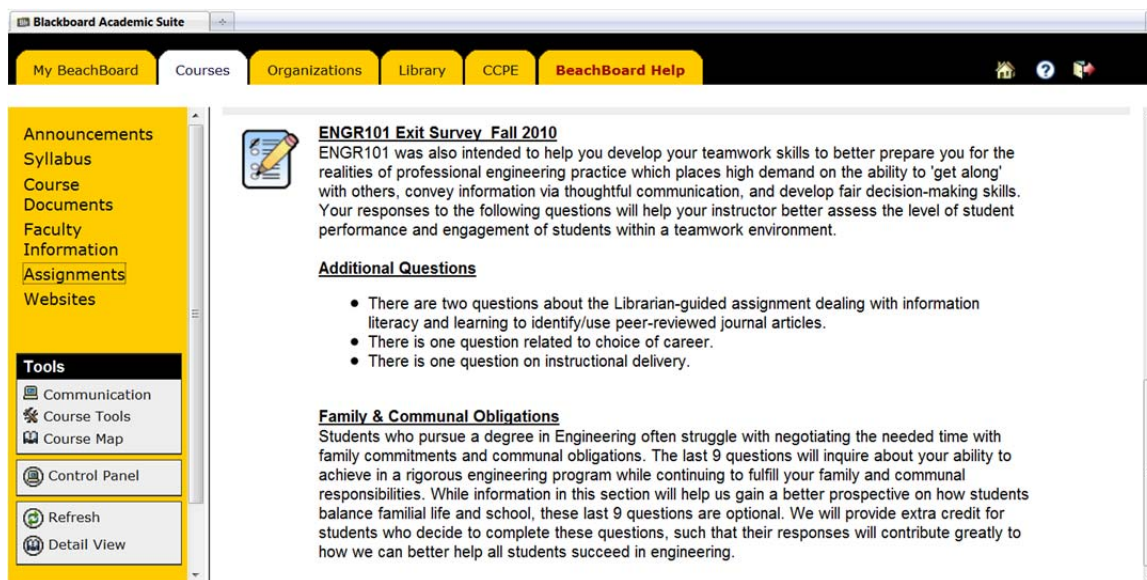 Blackboard Academic Suite
My BeachBoard
Courses
Organizations
Library
CCPE
BeachBoard Help
Announcements
Syllabus
Course
Documents
Faculty
Information
Assignments
Websites
Tools
Communication
Course Tools
Course Map
Control Panel
Refresh
Detail View
ENGR101 Exit Survey Fall 2010
ENGR101 was also intended to help you develop your teamwork skills to better prepare you for the
realities of professional engineering practice which places high demand on the ability to 'get along'
with others, convey information via thoughtful communication, and develop fair decision-making skills.
Your responses to the following questions will help your instructor better assess the level of student
performance and engagement of students within a teamwork environment.
Additional Questions
• There are two questions about the Librarian-guided assignment dealing with information
literacy and learning to identify/use peer-reviewed journal articles.
• There is one question related to choice of career.
• There is one question on instructional delivery.
Family & Communal Obligations
Students who pursue a degree in Engineering often struggle with negotiating the needed time with
family commitments and communal obligations. The last 9 questions will inquire about your ability to
achieve in a rigorous engineering program while continuing to fulfill your family and communal
responsibilities. While information in this section will help us gain a better prospective on how students
balance familial life and school, these last 9 questions are optional. We will provide extra credit for
students who decide to complete these questions, such that their responses will contribute greatly to
how we can better help all students succeed in engineering.